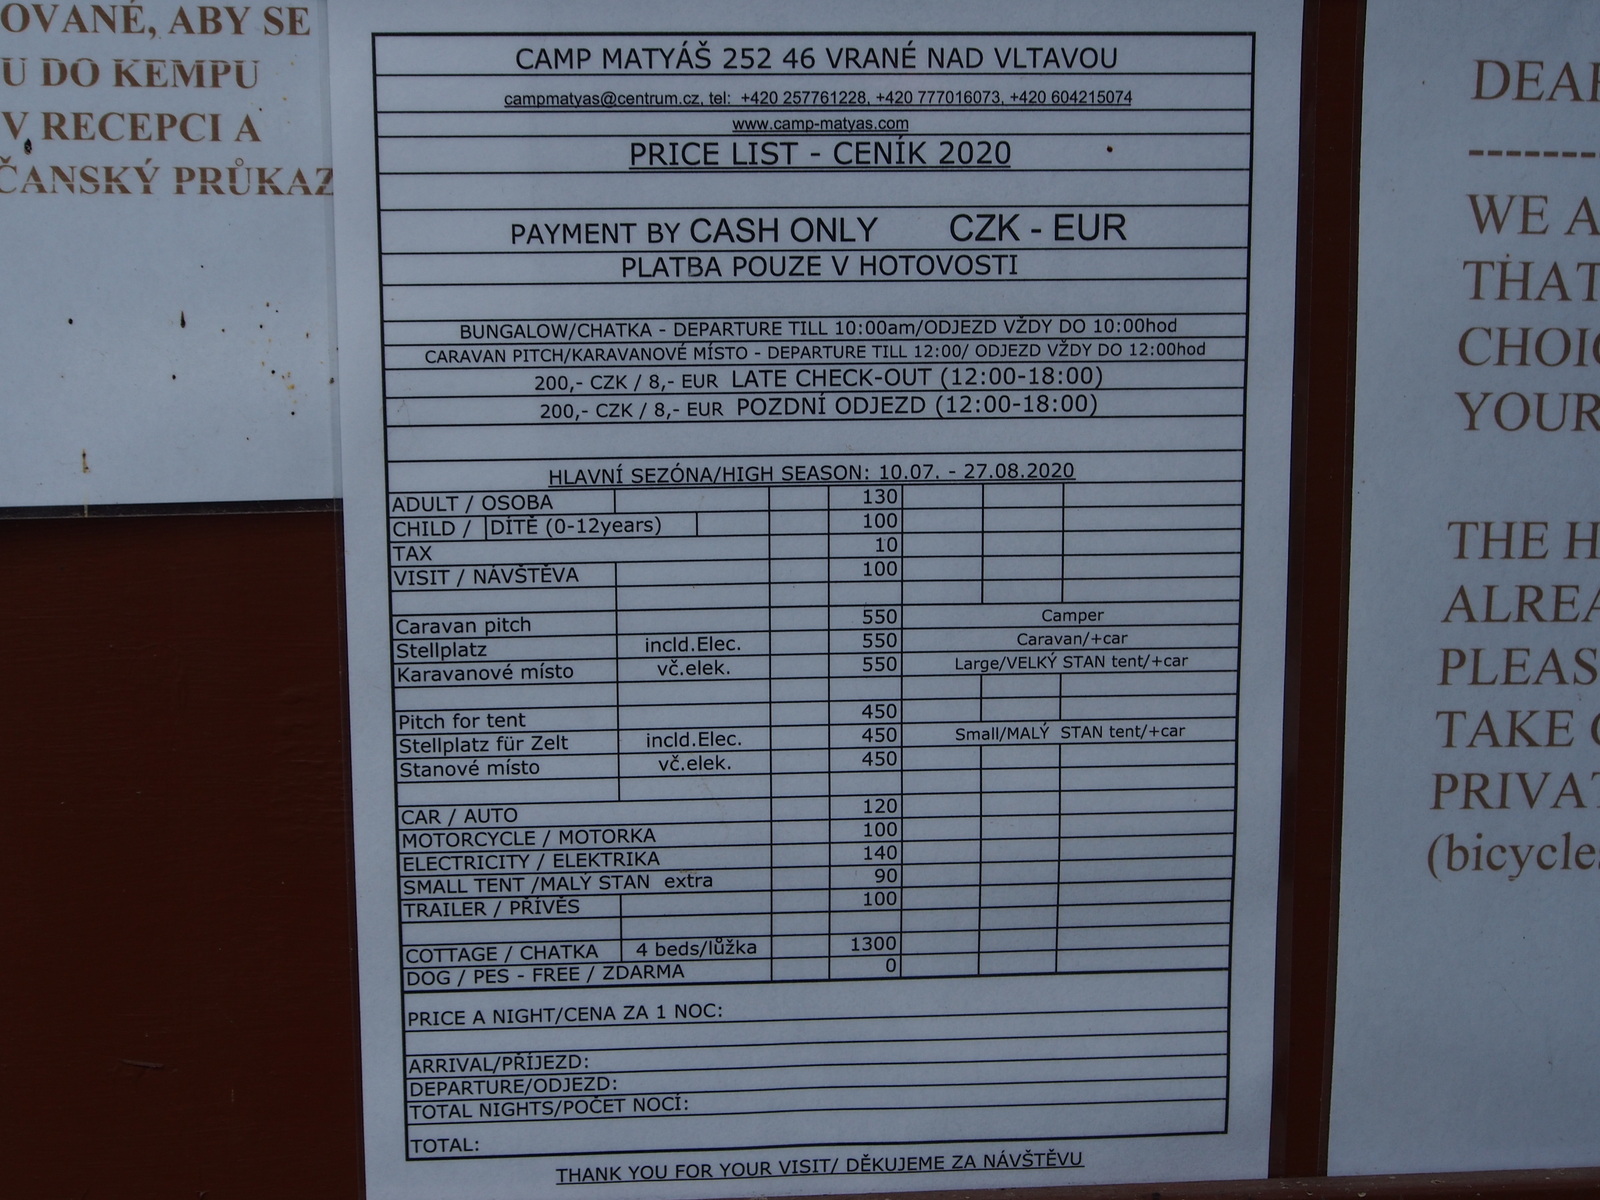 OVANÉ, ABY SE
U DO KEMPU
V RECEPCI A
ČANSKÝ PRŮKAZ
CAMP MATYÁŠ 252 46 VRANÉ NAD VLTAVOU
campmatyas@centrum.cz, tel: +420 257761228, +420 777016073, +420 604215074
www.camp-matyas.com
PRICE LIST - CENÍK 2020
PAYMENT BY CASH ONLY CZK - EUR
PLATBA POUZE V HOTOVOSTI
BUNGALOW/CHATKA - DEPARTURE TILL 10:00am/ODJEZD VŽDY DO 10:00hod
CARAVAN PITCH/KARAVANOVÉ MÍSTO - DEPARTURE TILL 12:00/ ODJEZD VŽDY DO 12:00hod
200,- CZK / 8,- EUR LATE CHECK-OUT (12:00-18:00)
200,- CZK / 8,- EUR POZDNÍ ODJEZD (12:00-18:00)
HLAVNÍ SEZÓNA/HIGH SEASON: 10.07. - 27.08.2020
ADULT / OSOBA 130
CHILD / DÍTĚ (0-12years) 100
TAX 10
VISIT / NÁVŠTĚVA 100
Caravan pitch 550 Camper
Stellplatz incld.Elec. 550 Caravan/+car
Karavanové místo vč.elek. 550 Large/VELKÝ STAN tent/+car
Pitch for tent 450
Stellplatz für Zelt incld.Elec. 450 Small/MALÝ STAN tent/+car
Stanové místo vč.elek. 450
CAR / AUTO 120
MOTORCYCLE / MOTORKA 100
ELECTRICITY / ELEKTRIKA 140
SMALL TENT /MALÝ STAN extra 90
TRAILER / PŘÍVĚS 100
COTTAGE / CHATKA 4 beds/lůžka 1300
DOG / PES - FREE / ZDARMA 0
PRICE A NIGHT/CENA ZA 1 NOC:
ARRIVAL/PŘÍJEZD:
DEPARTURE/ODJEZD:
TOTAL NIGHTS/POČET NOCÍ:
TOTAL:
THANK YOU FOR YOUR VISIT/ DĚKUJEME ZA NÁVŠTĚVU
DEAR
----------
WE A
THAT
CHOIC
YOUR
THE H
ALREA
PLEAS
TAKE C
PRIVAT
(bicycles